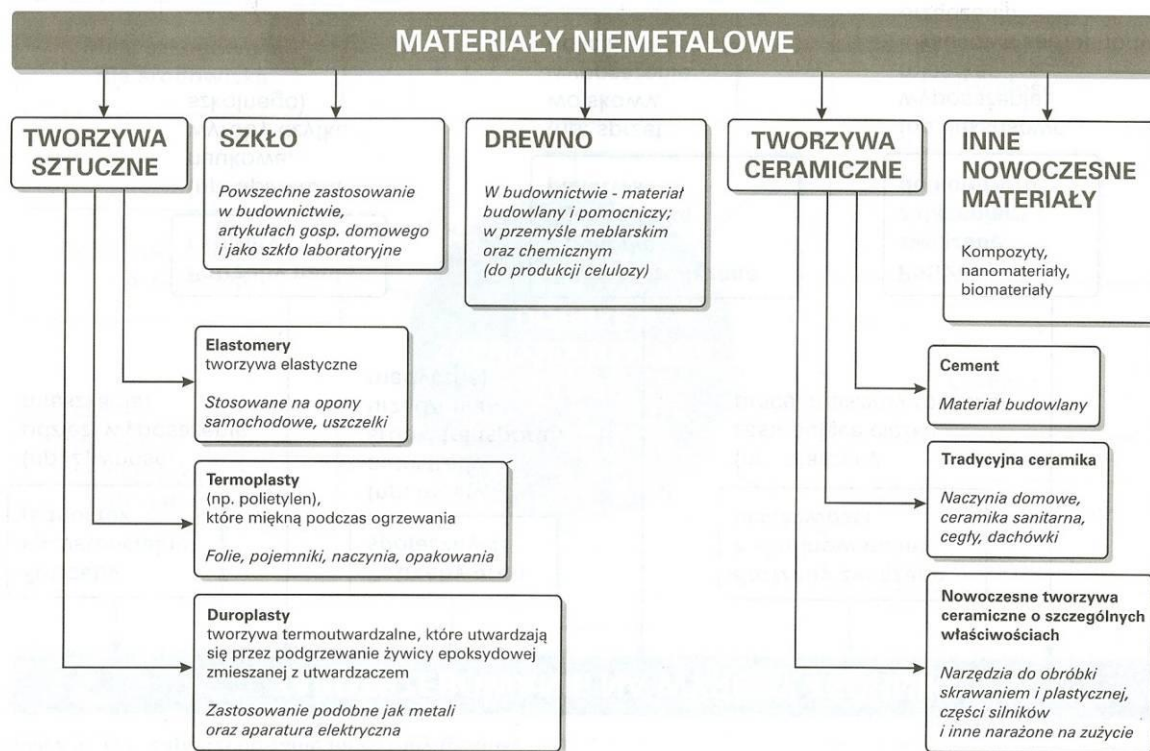 MATERIAŁY NIEMETALOWE
TWORZYWA
SZTUCZNE
SZKŁO
Powszechne zastosowanie
w budownictwie,
artykułach gosp. domowego
i jako szkło laboratoryjne
DREWNO
W budownictwie - materiał
budowlany i pomocniczy;
w przemyśle meblarskim
oraz chemicznym
(do produkcji celulozy)
TWORZYWA
CERAMICZNE
INNE
NOWOCZESNE
MATERIAŁY
Kompozyty,
nanomateriały,
biomateriały
Elastomery
tworzywa elastyczne
Stosowane na opony
samochodowe, uszczelki
Termoplasty
(np. polietylen),
które miękną podczas ogrzewania
Folie, pojemniki, naczynia, opakowania
Duroplasty
tworzywa termoutwardzalne, które utwardzają
się przez podgrzewanie żywicy epoksydowej
zmieszanej z utwardzaczem
Zastosowanie podobne jak metali
oraz aparatura elektryczna
Cement
Materiał budowlany
Tradycyjna ceramika
Naczynia domowe,
ceramika sanitarna,
cegły, dachówki
Nowoczesne tworzywa
ceramiczne o szczególnych
właściwościach
Narzędzia do obróbki
skrawaniem i plastycznej,
części silników
i inne narażone na zużycie